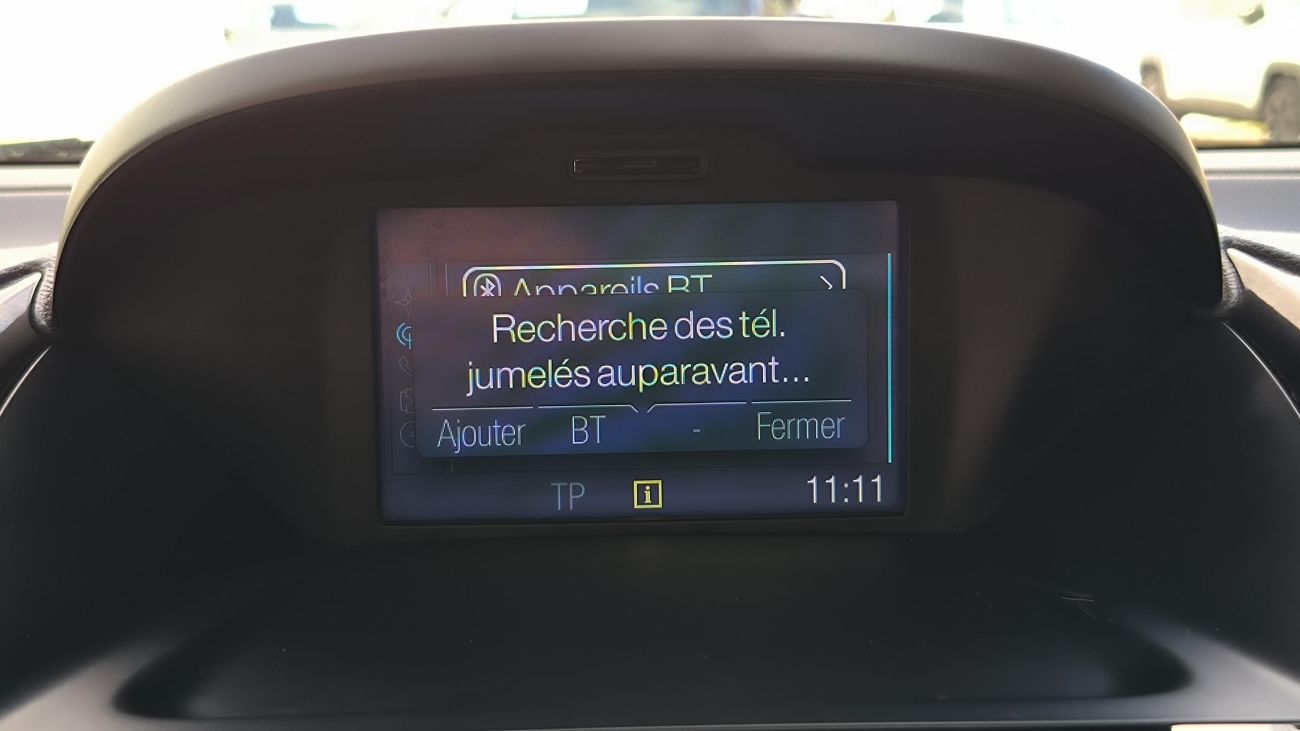 Appareils BT
Recherche des tél.
jumelés auparavant...
Ajouter BT - Fermer
TP i 11:11